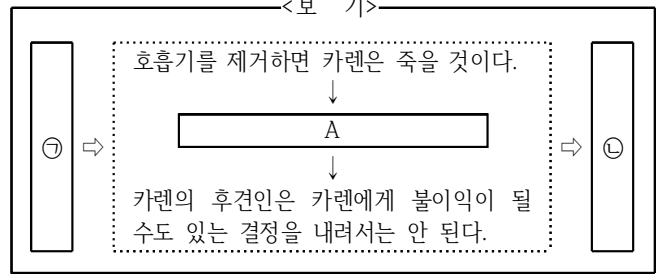 <보 기>
호흡기를 제거하면 카렌은 죽을 것이다.
↓
㉠ ⇨ A ⇨ ㉡
↓
카렌의 후견인은 카렌에게 불이익이 될
수도 있는 결정을 내려서는 안 된다.